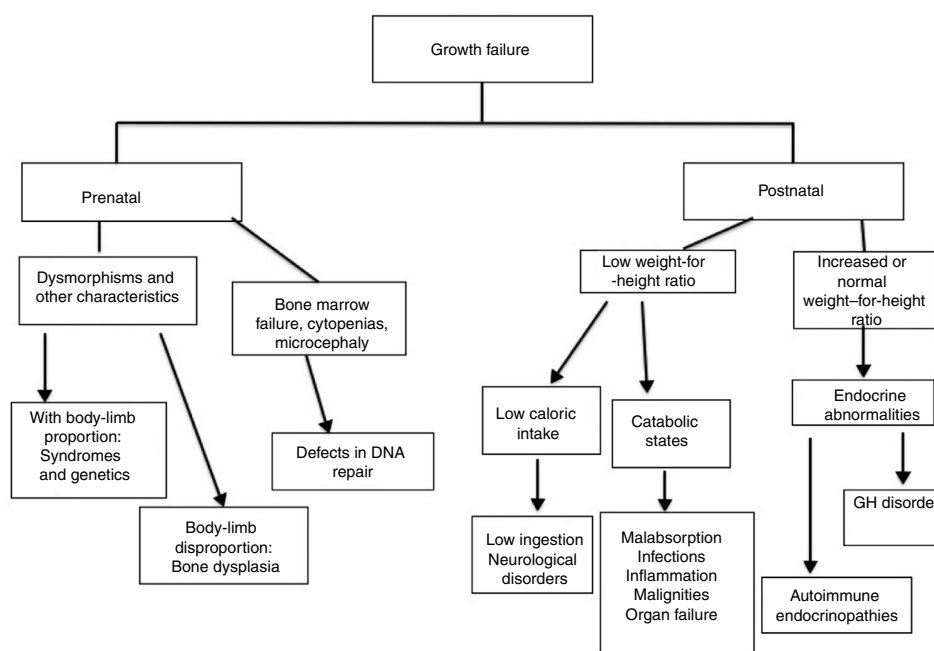 Growth failure
Prenatal
Postnatal
Dysmorphisms and
other characteristics
Bone marrow
failure, cytopenias,
microcephaly
Low weight-for
-height ratio
Increased or
normal
weight–for-height
ratio
With body-limb
proportion:
Syndromes
and genetics
Defects in DNA
repair
Body-limb
disproportion:
Bone dysplasia
Low caloric
intake
Catabolic
states
Endocrine
abnormalities
Low ingestion
Neurological
disorders
Malabsorption
Infections
Inflammation
Malignities
Organ failure
GH disorde
Autoimmune
endocrinopathies